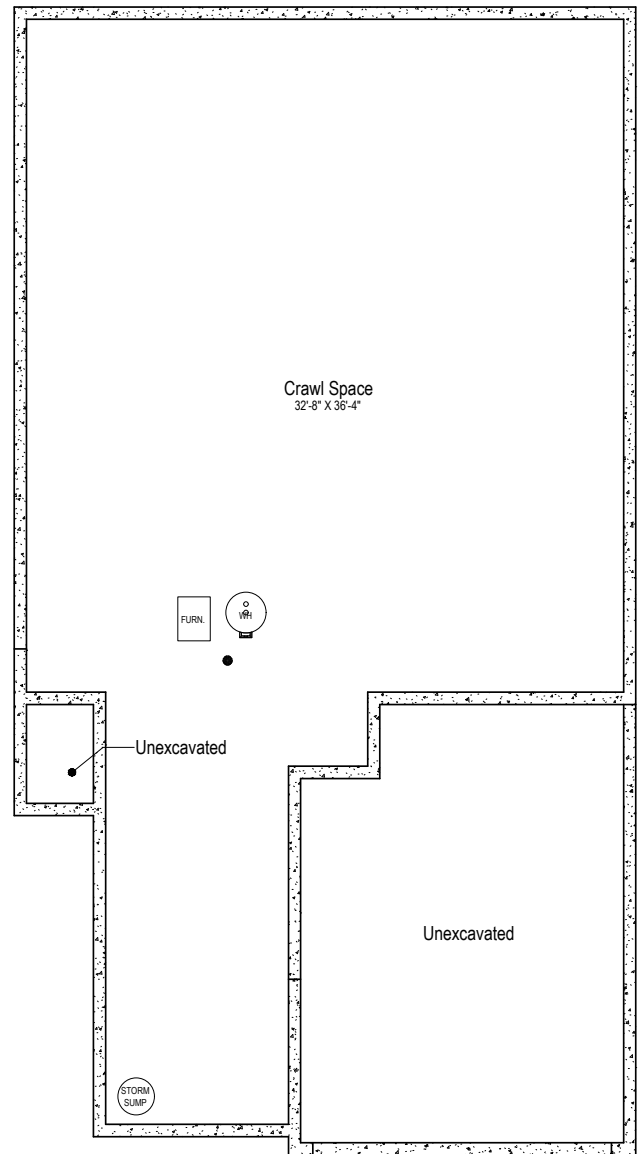 Crawl Space
32'-8" X 36'-4"
FURN.
WH
Unexcavated
Unexcavated
STORM
SUMP